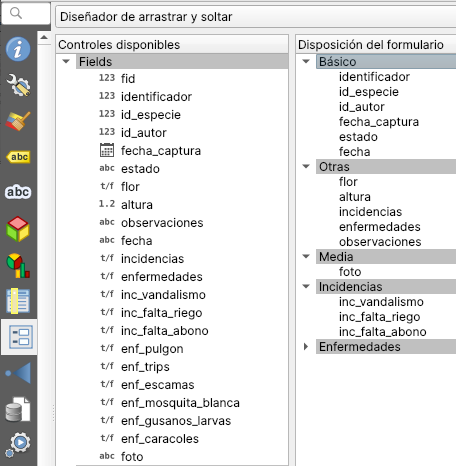 Diseñador de arrastrar y soltar
Controles disponibles
Fields
123 fid
123 identificador
123 id_especie
123 id_autor
fecha_captura
abc estado
t/f flor
1.2 altura
abc observaciones
abc fecha
t/f incidencias
t/f enfermedades
t/f inc_vandalismo
t/f inc_falta_riego
t/f inc_falta_abono
t/f enf_pulgon
t/f enf_trips
t/f enf_escamas
t/f enf_mosquita_blanca
t/f enf_gusanos_larvas
t/f enf_caracoles
abc foto
Disposición del formulario
Básico
identificador
id_especie
id_autor
fecha_captura
estado
fecha
Otras
flor
altura
incidencias
enfermedades
observaciones
Media
foto
Incidencias
inc_vandalismo
inc_falta_riego
inc_falta_abono
Enfermedades
abc
abc